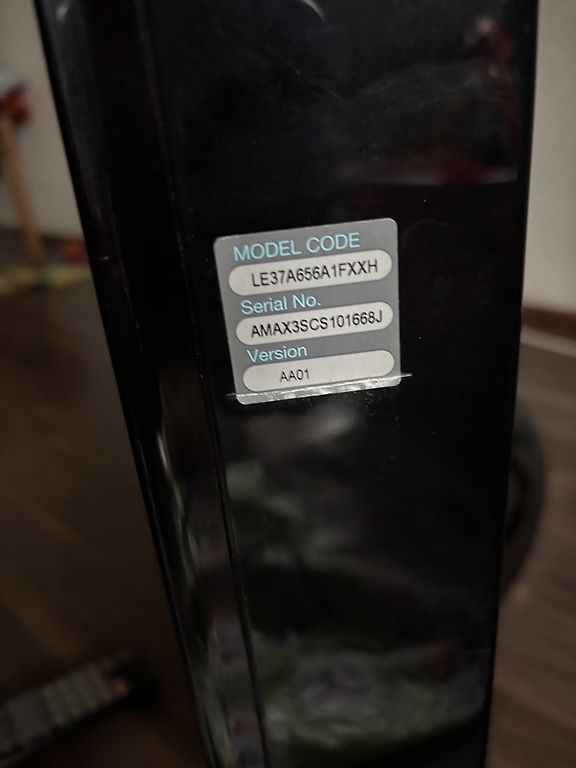 MODEL CODE
LE37A656A1FXXH
Serial No.
AMAX3SCS101668J
Version
AA01